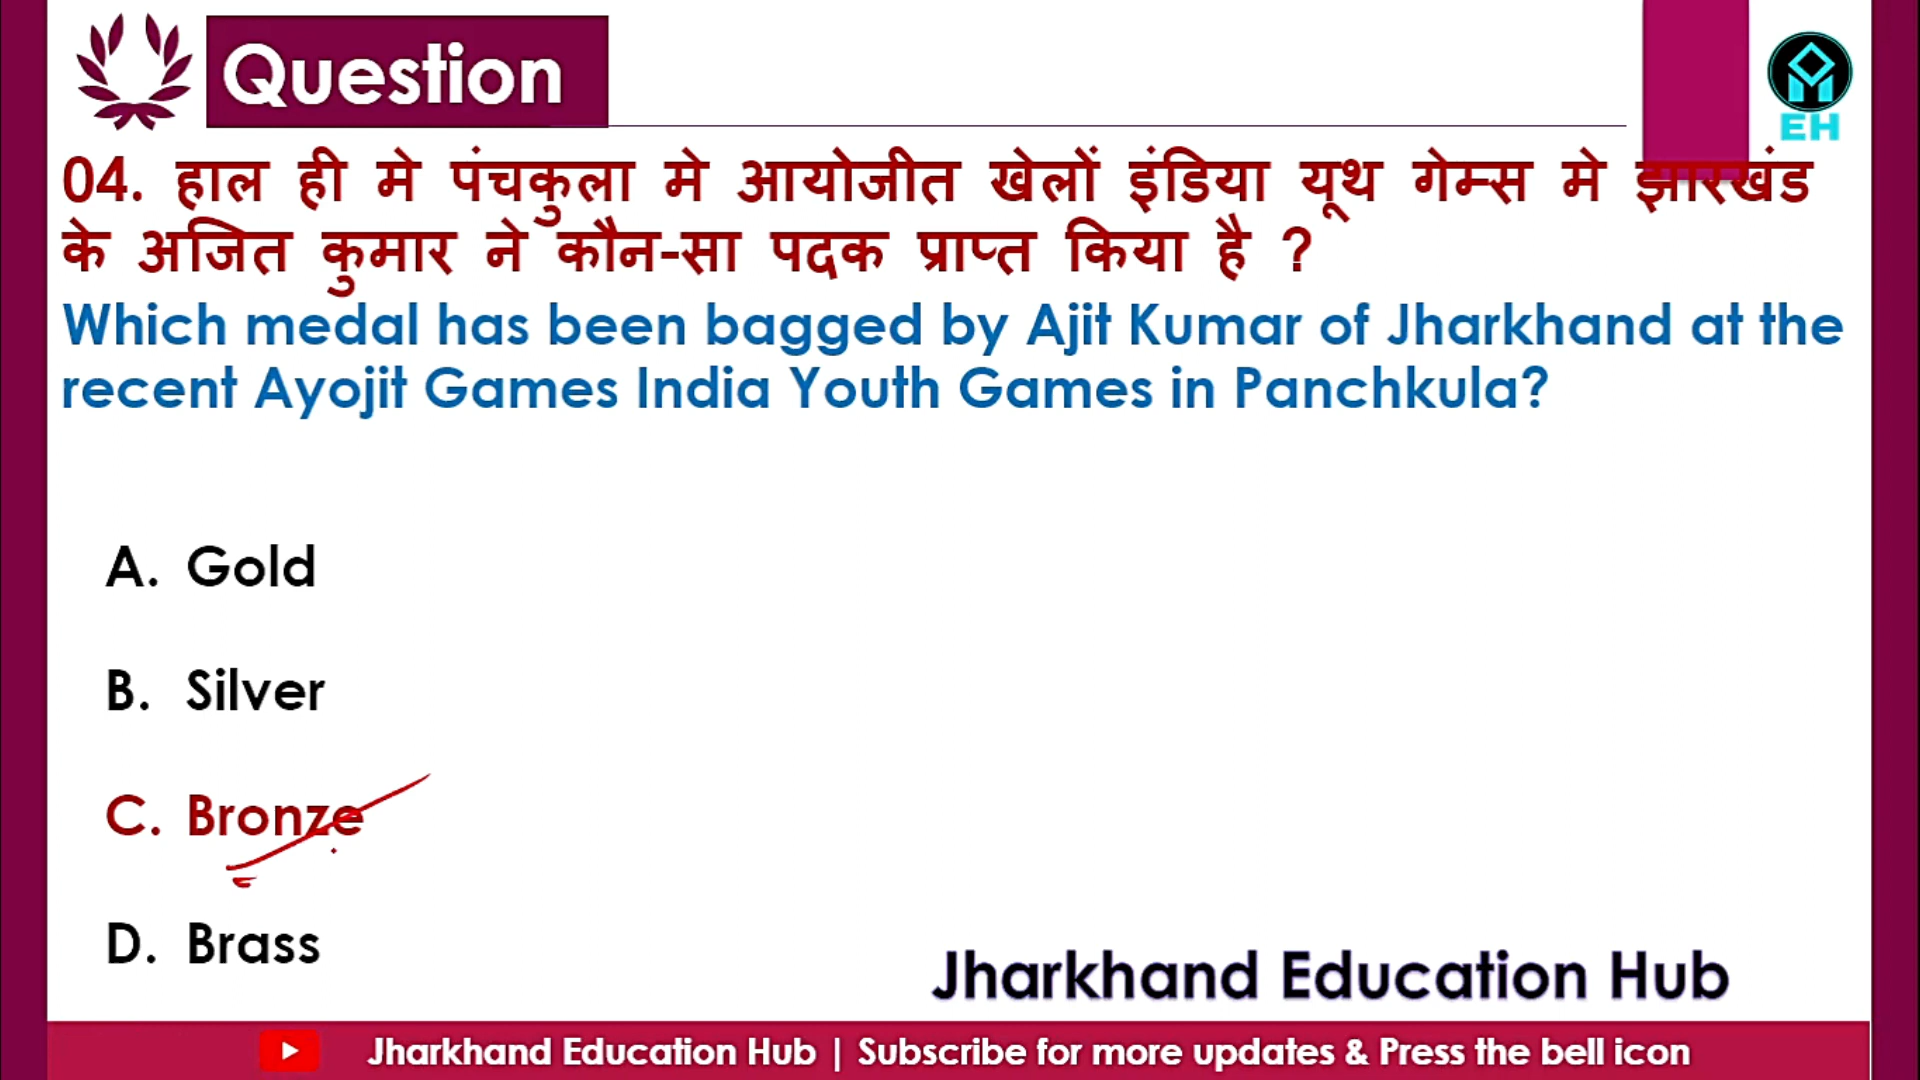 Question
EH
04. हाल ही मे पंचकुला मे आयोजीत खेलों इंडिया यूथ गेम्स मे झारखंड
के अजित कुमार ने कौन-सा पदक प्राप्त किया है ?
Which medal has been bagged by Ajit Kumar of Jharkhand at the
recent Ayojit Games India Youth Games in Panchkula?
A. Gold
B. Silver
C. Bronze
D. Brass
Jharkhand Education Hub
Jharkhand Education Hub | Subscribe for more updates & Press the bell icon